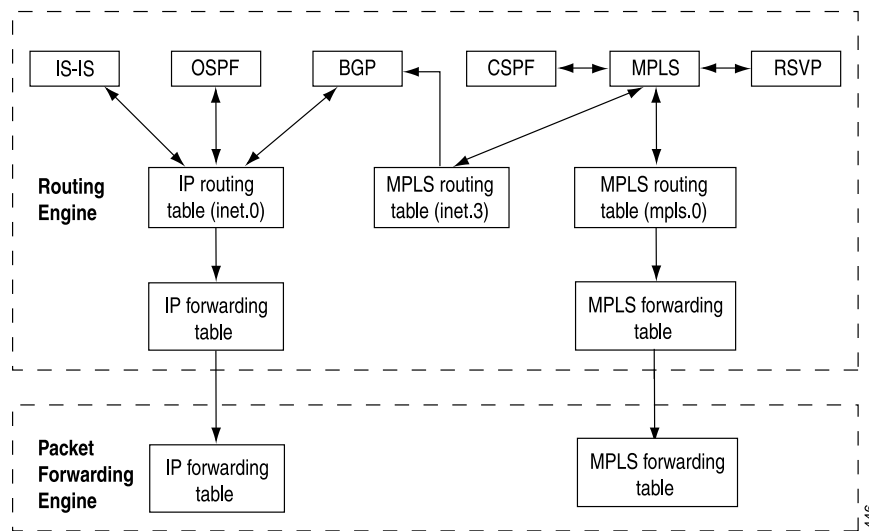 IS-IS
OSPF
BGP
CSPF
MPLS
RSVP
Routing
Engine
IP routing
table (inet.0)
MPLS routing
table (inet.3)
MPLS routing
table (mpls.0)
IP forwarding
table
MPLS forwarding
table
Packet
Forwarding
Engine
IP forwarding
table
MPLS forwarding
table